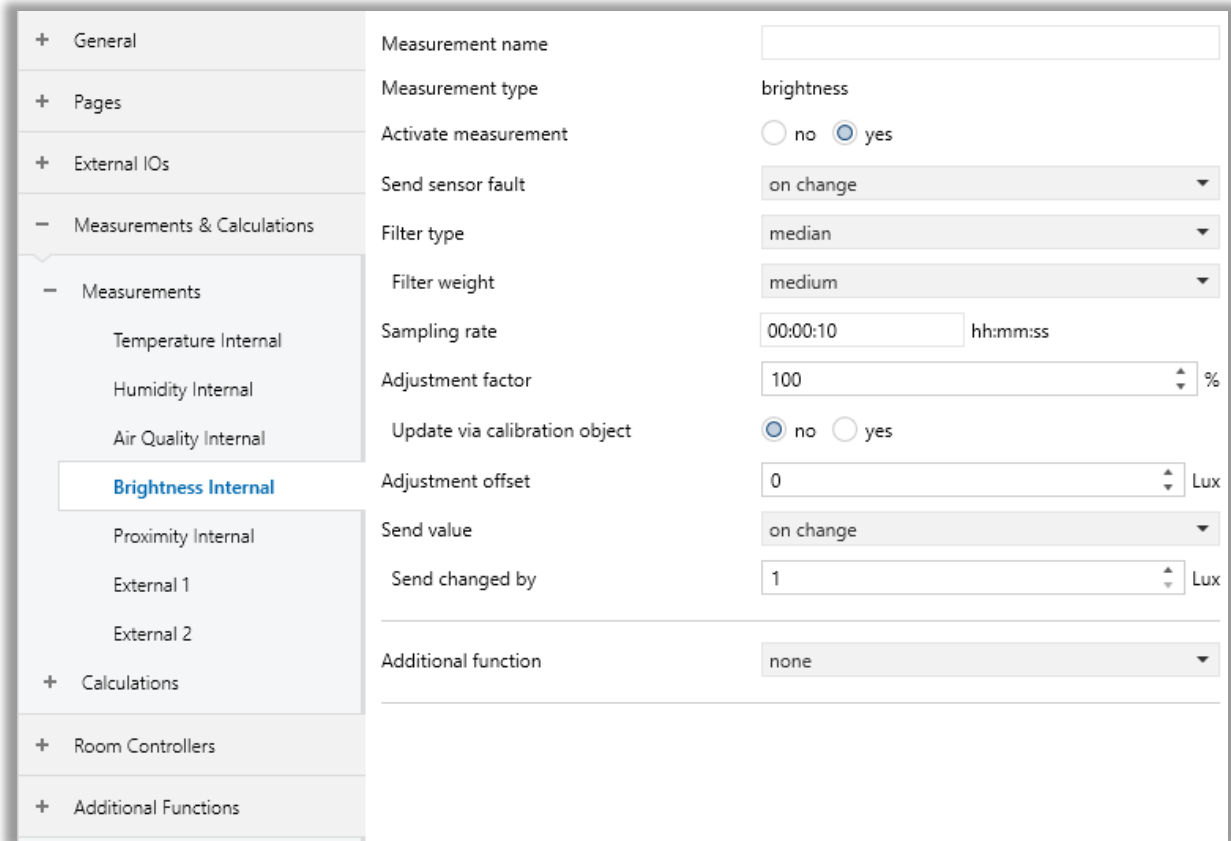 General
Pages
External IOs
Measurements & Calculations
Measurements
Temperature Internal
Humidity Internal
Air Quality Internal
Brightness Internal
Proximity Internal
External 1
External 2
Calculations
Room Controllers
Additional Functions
Measurement name
Measurement type brightness
Activate measurement no yes
Send sensor fault on change
Filter type median
Filter weight medium
Sampling rate 00:00:10 hh:mm:ss
Adjustment factor 100 %
Update via calibration object no yes
Adjustment offset 0 Lux
Send value on change
Send changed by 1 Lux
Additional function none